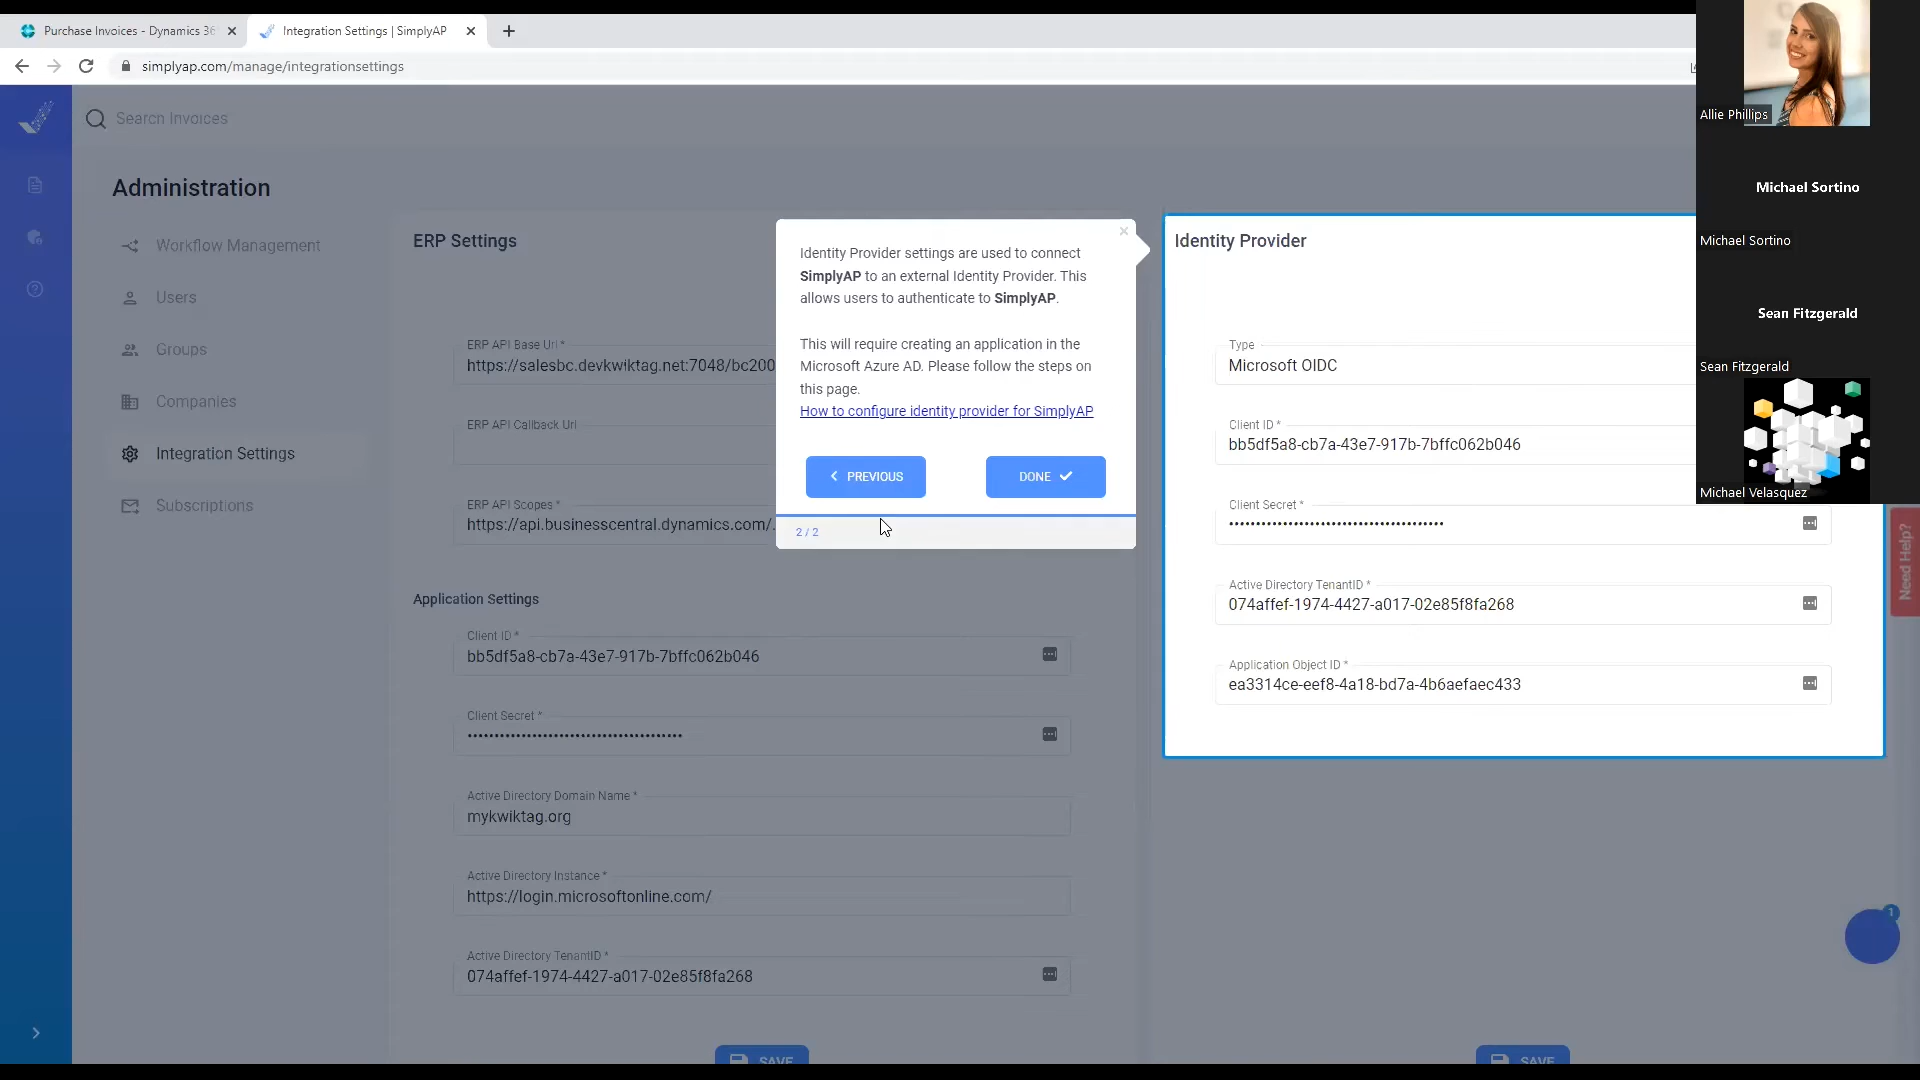 Purchase Invoices - Dynamics 36
Integration Settings | SimplyAP
simplyap.com/manage/integrationsettings
Search Invoices
Administration
Workflow Management
Users
Groups
Companies
Integration Settings
Subscriptions
ERP Settings
ERP API Base Url *
https://salesbc.devkwiktag.net:7048/bc200
ERP API Callback Url
ERP API Scopes *
https://api.businesscentral.dynamics.com/.
Application Settings
Client ID *
bb5df5a8-cb7a-43e7-917b-7bffc062b046
Client Secret *
Active Directory Domain Name *
mykwiktag.org
Active Directory Instance *
https://login.microsoftonline.com/
Active Directory TenantID *
074affef-1974-4427-a017-02e85f8fa268
SAVE
Identity Provider settings are used to connect
SimplyAP to an external Identity Provider. This
allows users to authenticate to SimplyAP.
This will require creating an application in the
Microsoft Azure AD. Please follow the steps on
this page.
How to configure identity provider for SimplyAP
PREVIOUS
DONE
2 / 2
Identity Provider
Type
Microsoft OIDC
Client ID *
bb5df5a8-cb7a-43e7-917b-7bffc062b046
Client Secret *
Active Directory TenantID *
074affef-1974-4427-a017-02e85f8fa268
Application Object ID *
ea3314ce-eef8-4a18-bd7a-4b6aefaec433
SAVE
Allie Phillips
Michael Sortino
Michael Sortino
Sean Fitzgerald
Sean Fitzgerald
Michael Velasquez
Need Help?
1